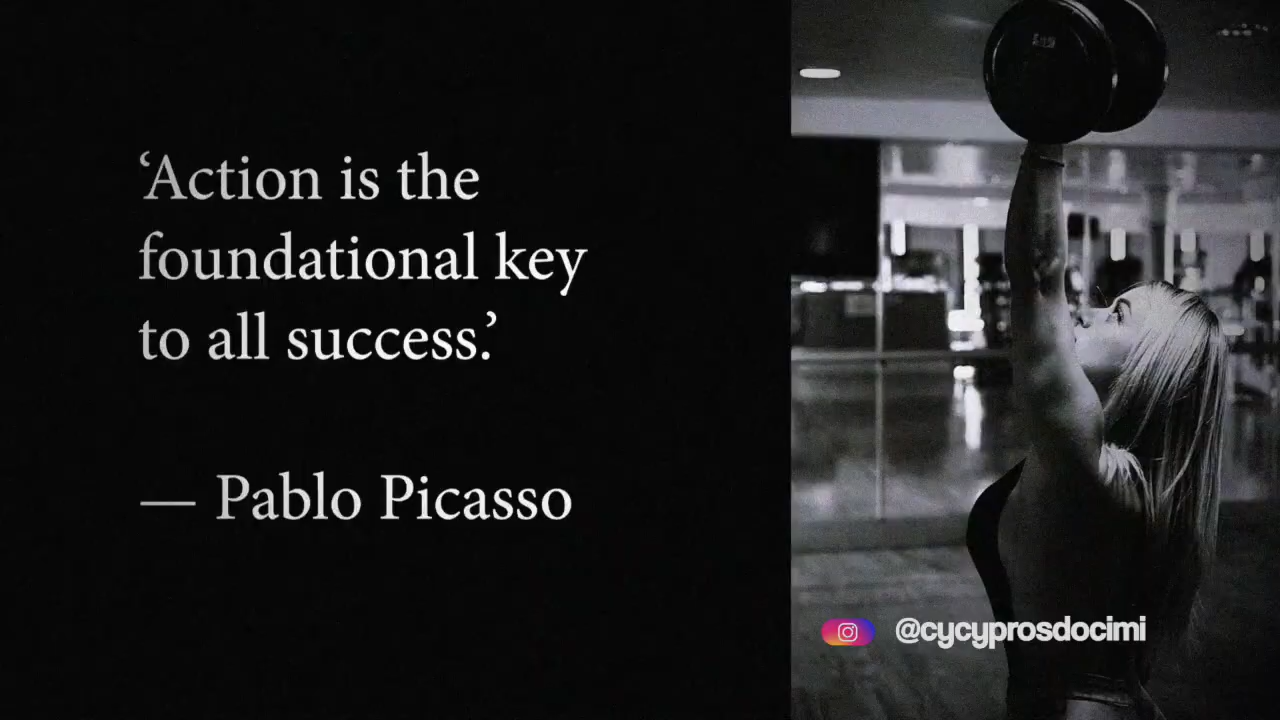 ‘Action is the
foundational key
to all success.’
— Pablo Picasso
@cycyprosdocimi